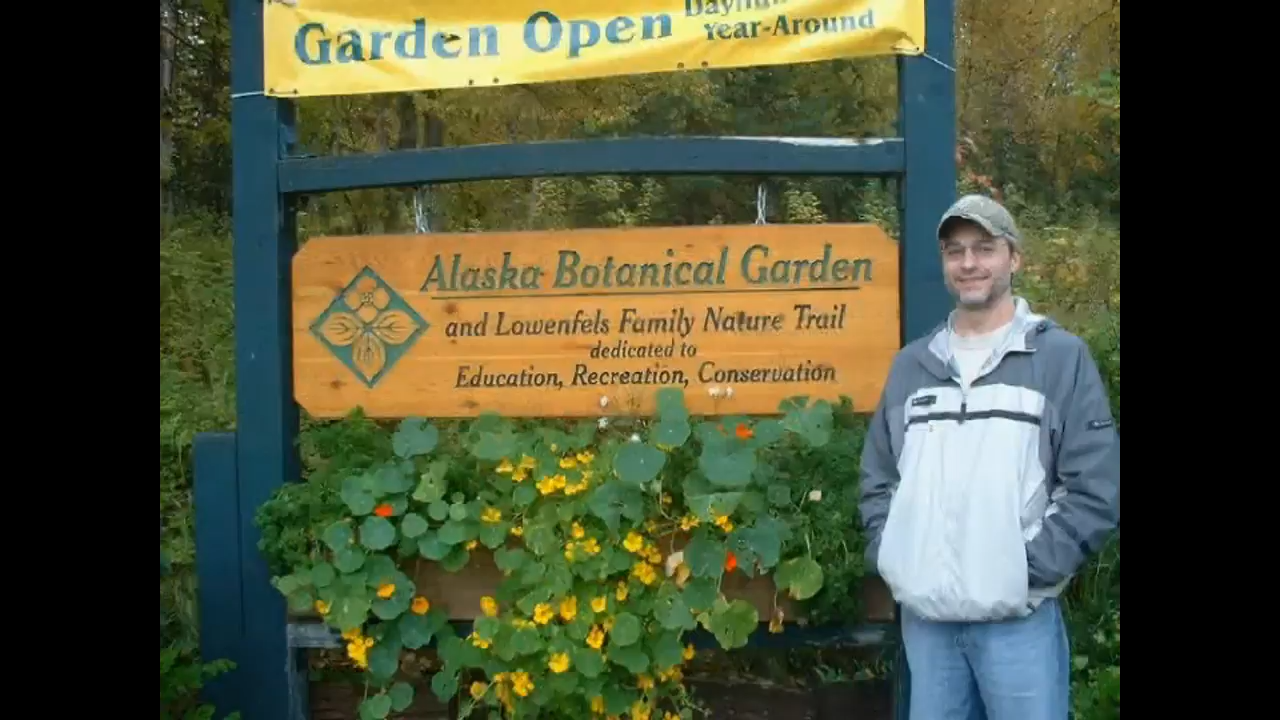 Garden Open
Year-Around
Alaska Botanical Garden
and Lowenfels Family Nature Trail
dedicated to
Education, Recreation, Conservation